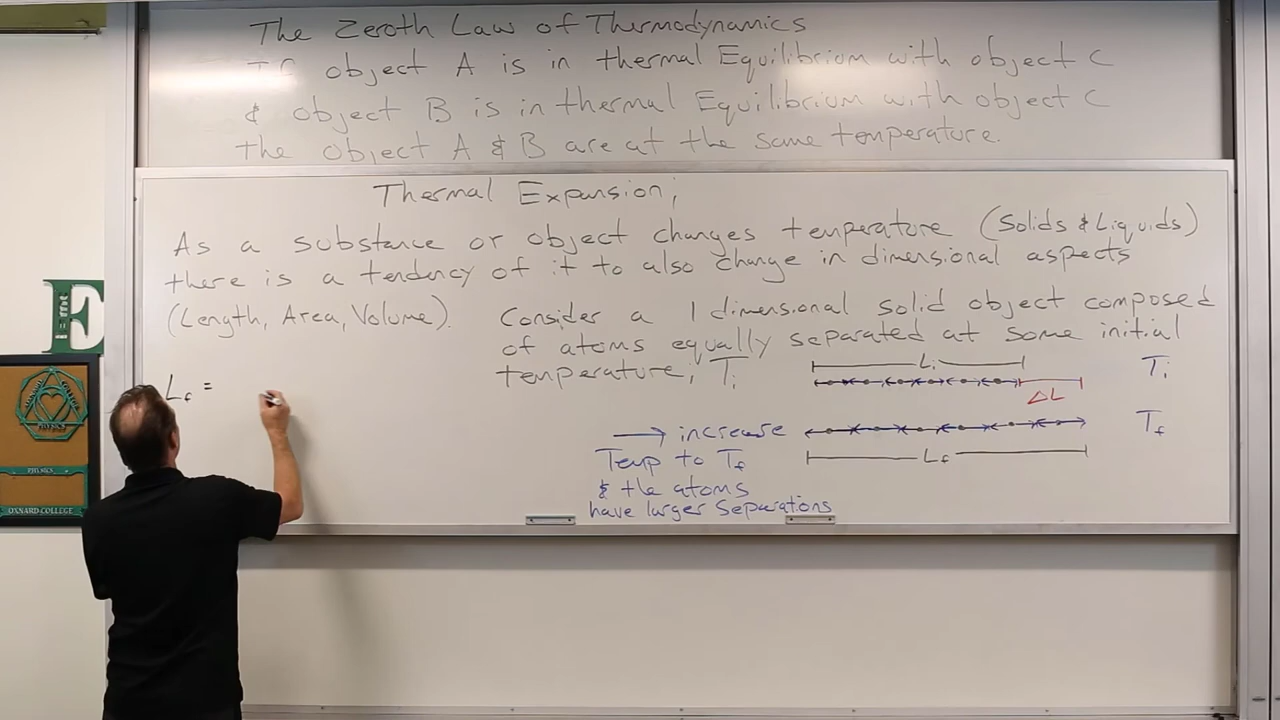 The Zeroth Law of Thermodynamics
If object A is in thermal Equilibrium with object C
& object B is in thermal Equilibrium with object C
the object A & B are at the same temperature.
Thermal Expansion;
As a substance or object changes temperature (Solids & Liquids)
there is a tendency of it to also change in dimensional aspects
(Length, Area, Volume).
Consider a 1 dimensional solid object composed
of atoms equally separated at some initial
temperature, Ti
Li
Ti
ΔL
→ increase
Temp to Tf
& the atoms
have larger separations
Tf
Lf
Lf =
E
PHYSICS
PHYSICS
OXNARD COLLEGE